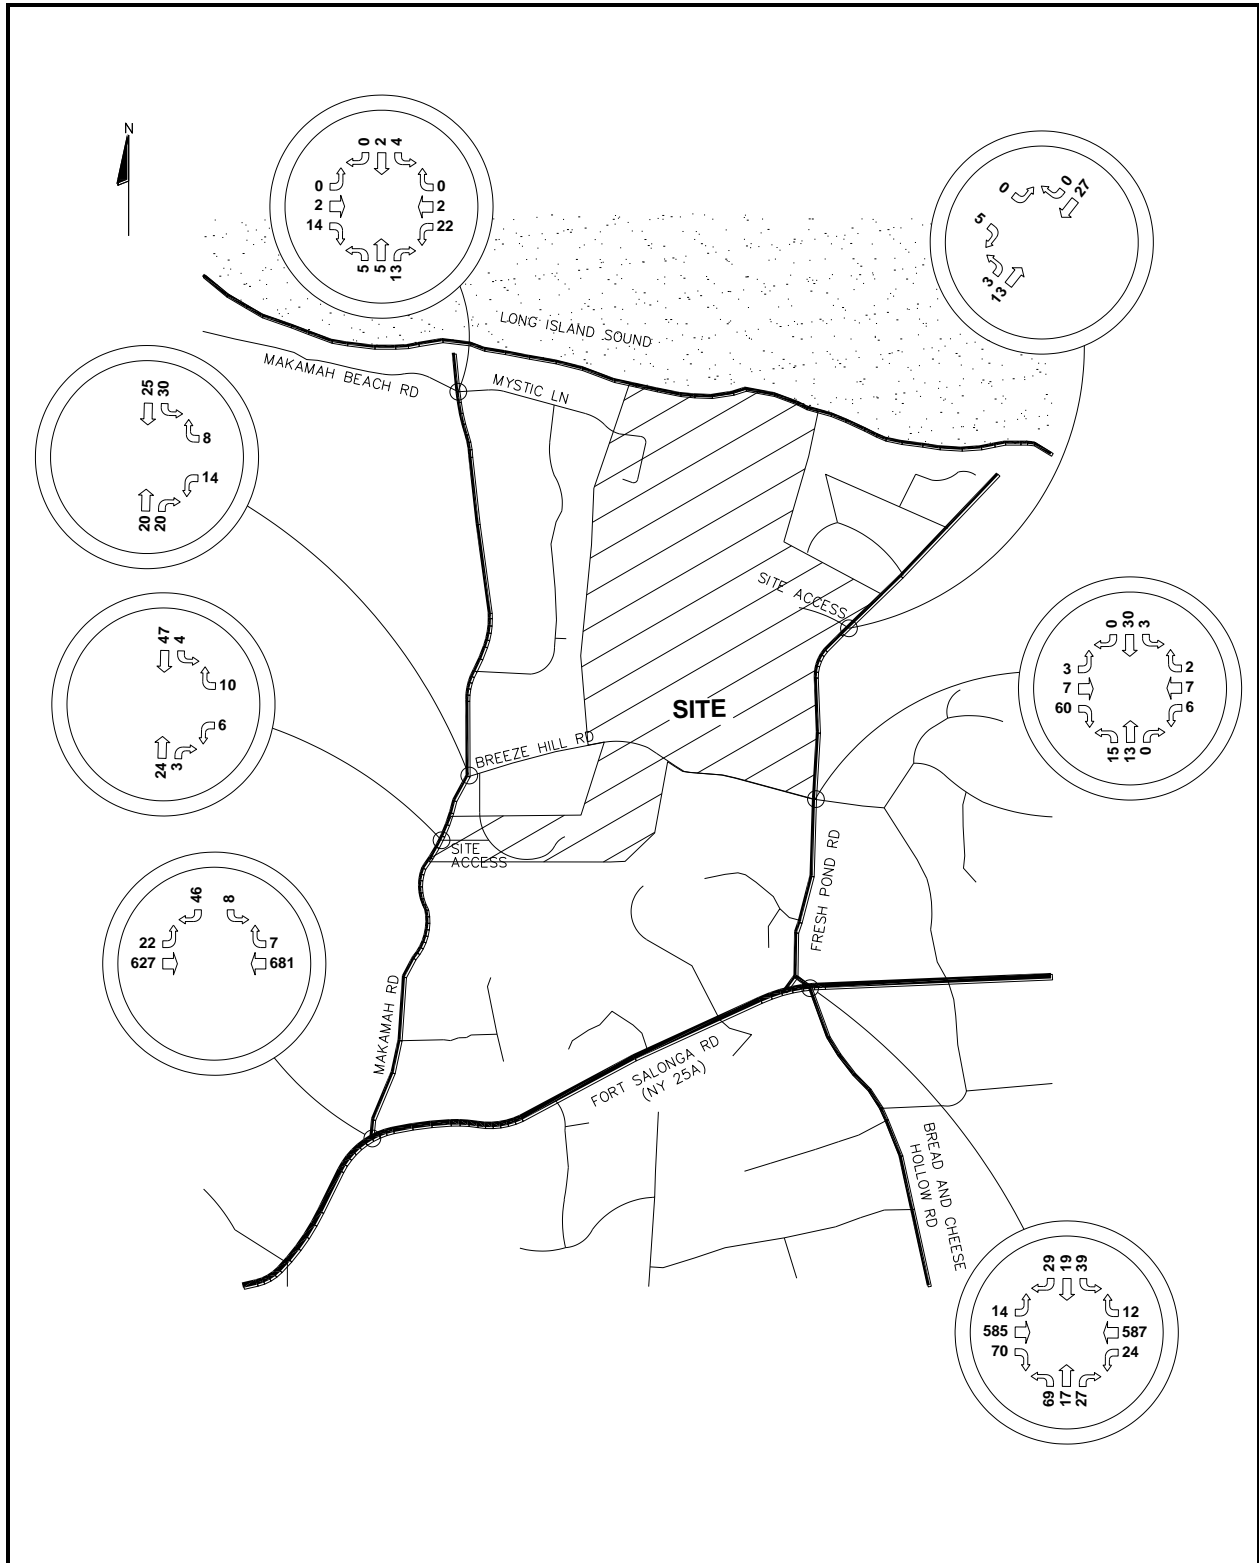 N
0 2 4
0 0
2 2
14 22
5 5 13
0 0 27
5
3 13
LONG ISLAND SOUND
MAKAMAH BEACH RD
MYSTIC LN
25 30
8
14
20 20
SITE ACCESS
47 4
10
6
24 3
0 30 3
3 2
7 7
60 6
15 13 0
SITE
BREEZE HILL RD
SITE
ACCESS
FRESH POND RD
46 8
22 7
627 681
MAKAMAH RD
FORT SALONGA RD
(NY 25A)
BREAD AND CHEESE
HOLLOW RD
29 19 39
14 12
585 587
70 24
69 17 27